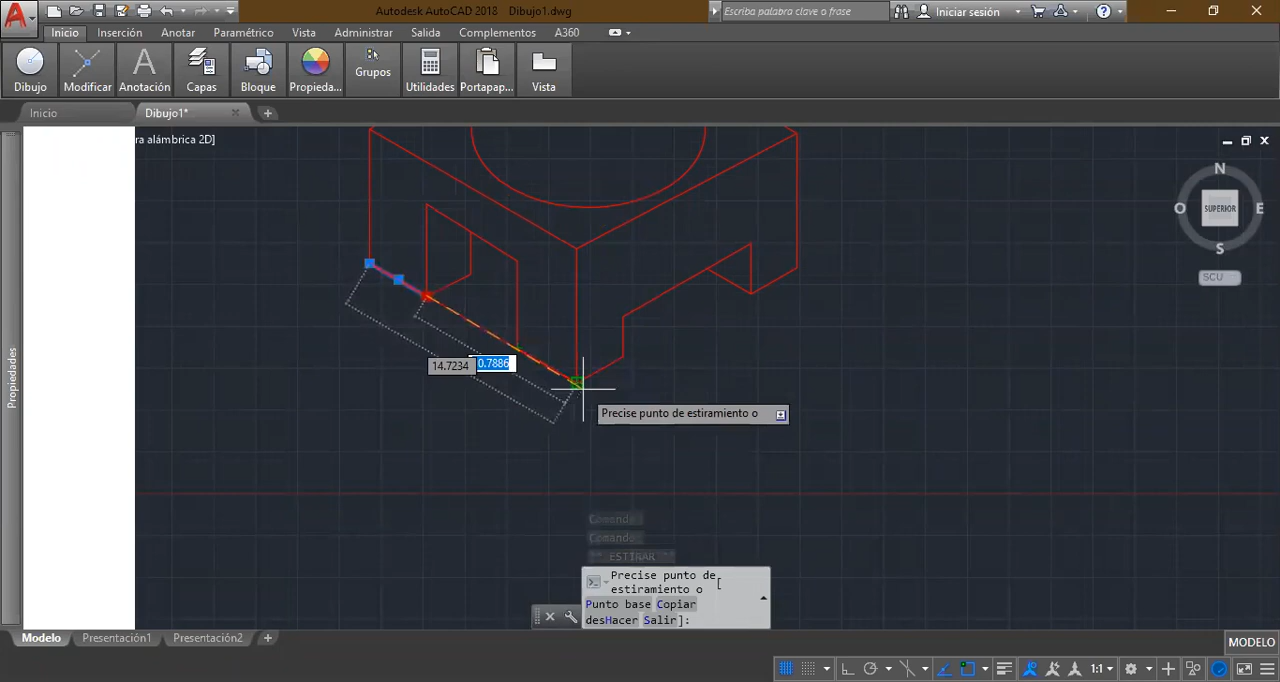 Autodesk AutoCAD 2018 Dibujo1.dwg
Escriba palabra clave o frase
Iniciar sesión
Inicio Inserción Anotar Paramétrico Vista Administrar Salida Complementos A360
Dibujo Modificar Anotación Capas Bloque Propieda... Grupos Utilidades Portapap... Vista
Inicio Dibujo1*
ra alámbrica 2D]
N
O SUPERIOR E
S
SCU
Propiedades
14.7234 0.7886
Precise punto de estiramiento o
Comando:
Comando:
** ESTIRAR **
Precise punto de [
estiramiento o
Punto base Copiar
desHacer Salir]:
Modelo Presentación1 Presentación2
MODELO
1:1